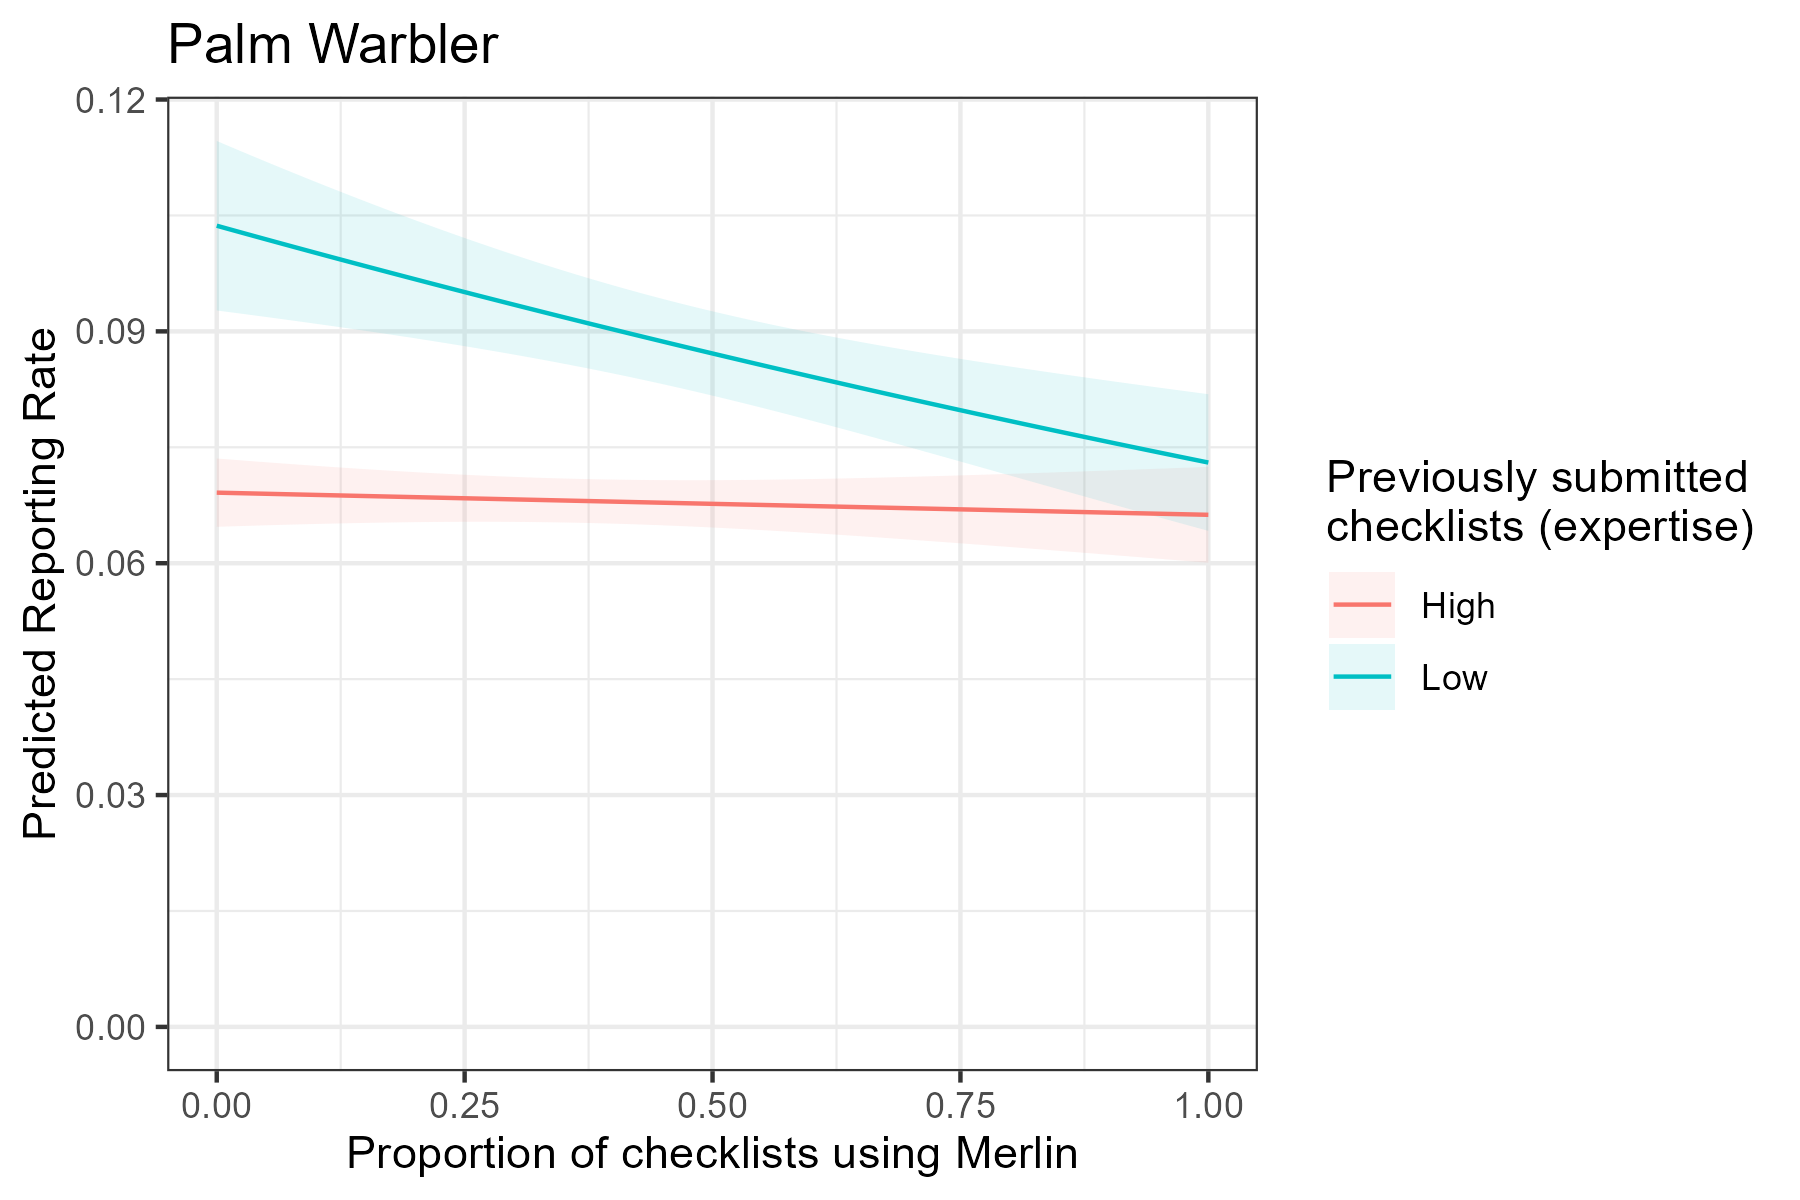 Palm Warbler
0.12
0.09
0.06
0.03
0.00
Predicted Reporting Rate
0.00 0.25 0.50 0.75 1.00
Proportion of checklists using Merlin
Previously submitted
checklists (expertise)
High
Low